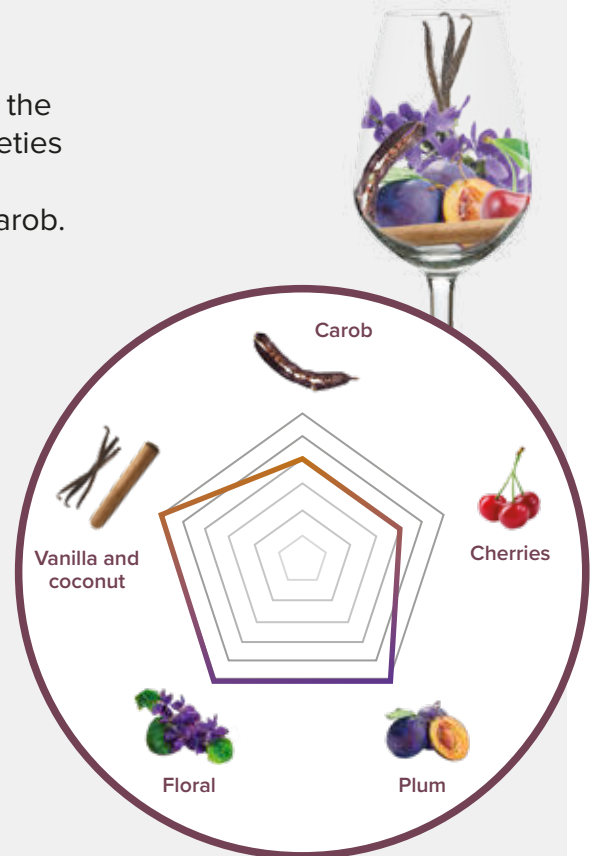 the
eties
arob.
Carob
Cherries
Vanilla and
coconut
Floral
Plum